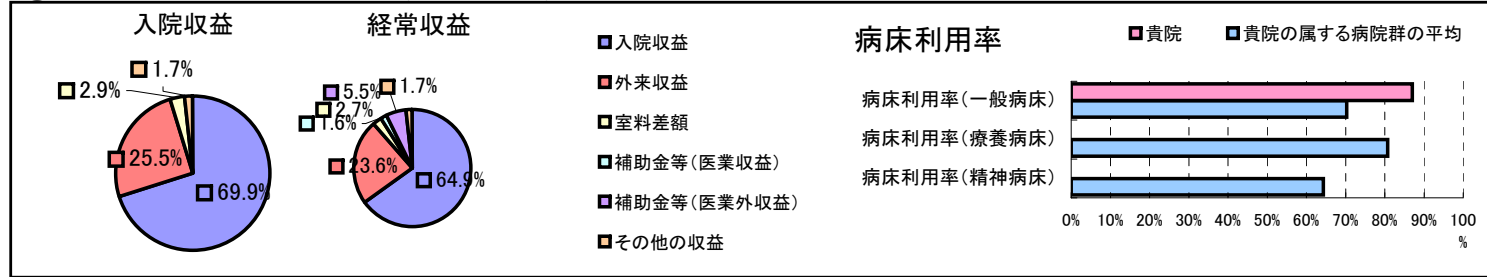 入院収益
1.7%
2.9%
25.5%
69.9%
経常収益
5.5%
1.7%
2.7%
1.6%
23.6%
64.9%
入院収益
外来収益
室料差額
補助金等(医業収益)
補助金等(医業外収益)
その他の収益
病床利用率
貴院 貴院の属する病院群の平均
病床利用率(一般病床)
病床利用率(療養病床)
病床利用率(精神病床)
0% 10% 20% 30% 40% 50% 60% 70% 80% 90% 100
%